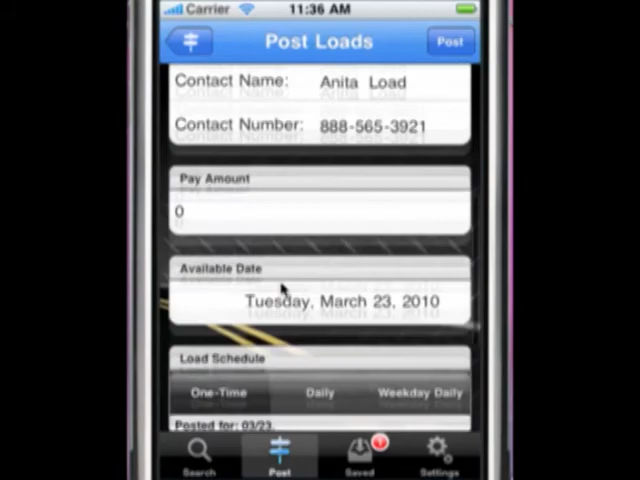 Carrier 11:36 AM
Post Loads Post
Contact Name: Anita Load
Contact Number: 888-565-3921
Pay Amount
0
Available Date
Tuesday, March 23, 2010
Load Schedule
One-Time Daily Weekday Daily
Posted for: 03/23.
Search Post Saved Settings